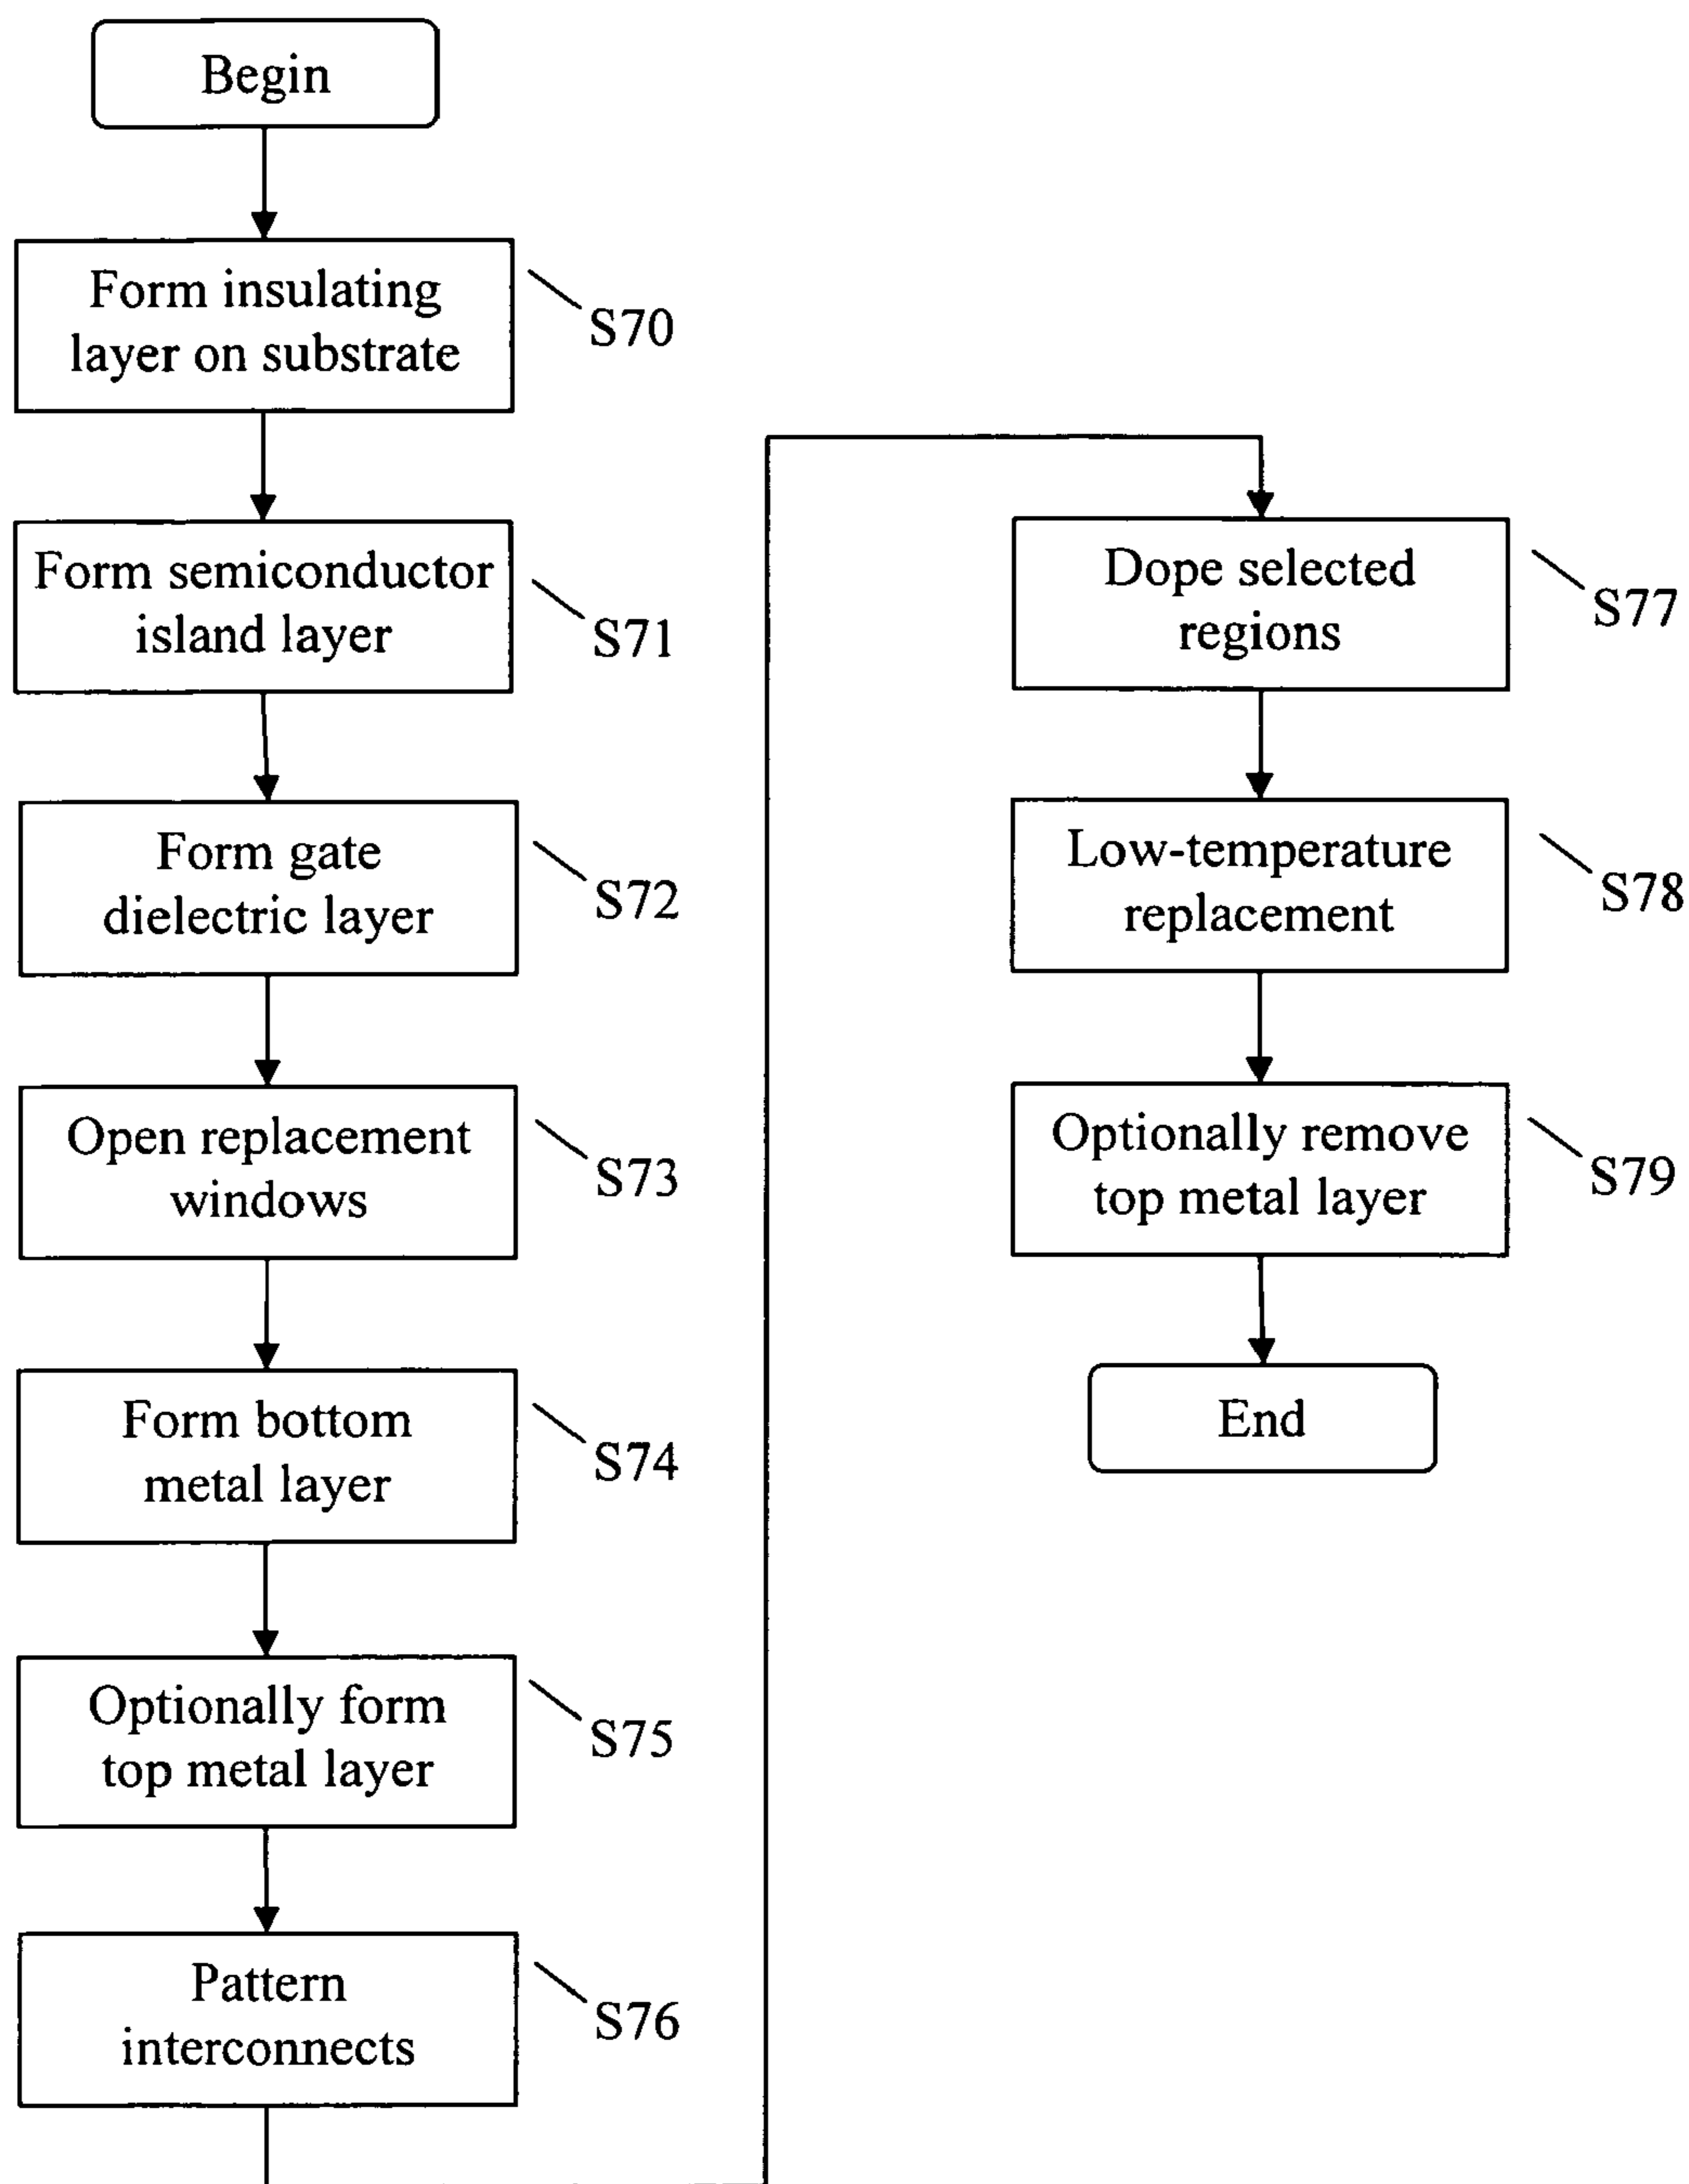 Begin
Form insulating
layer on substrate
S70
Form semiconductor
island layer
S71
Form gate
dielectric layer
S72
Open replacement
windows
S73
Form bottom
metal layer
S74
Optionally form
top metal layer
S75
Pattern
interconnects
S76
Dope selected
regions
S77
Low-temperature
replacement
S78
Optionally remove
top metal layer
S79
End